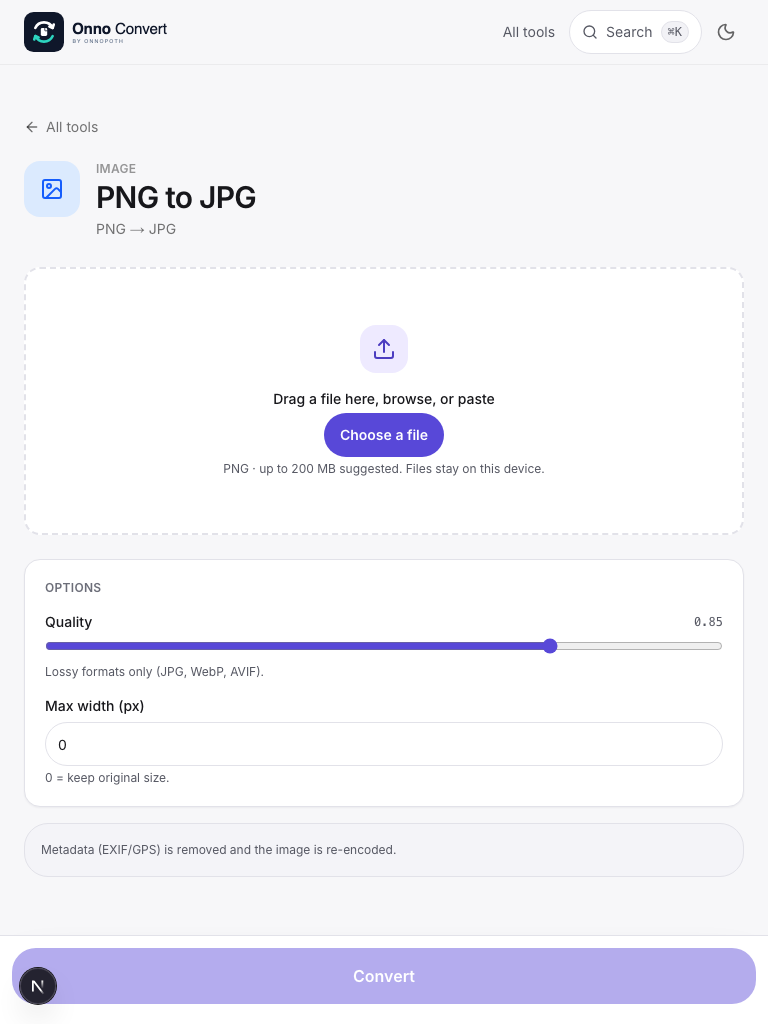 Onno Convert
BY ONNOPOTH
All tools
Search ⌘K
← All tools
IMAGE
PNG to JPG
PNG → JPG
Drag a file here, browse, or paste
Choose a file
PNG · up to 200 MB suggested. Files stay on this device.
OPTIONS
Quality
0.85
Lossy formats only (JPG, WebP, AVIF).
Max width (px)
0
0 = keep original size.
Metadata (EXIF/GPS) is removed and the image is re-encoded.
Convert
N